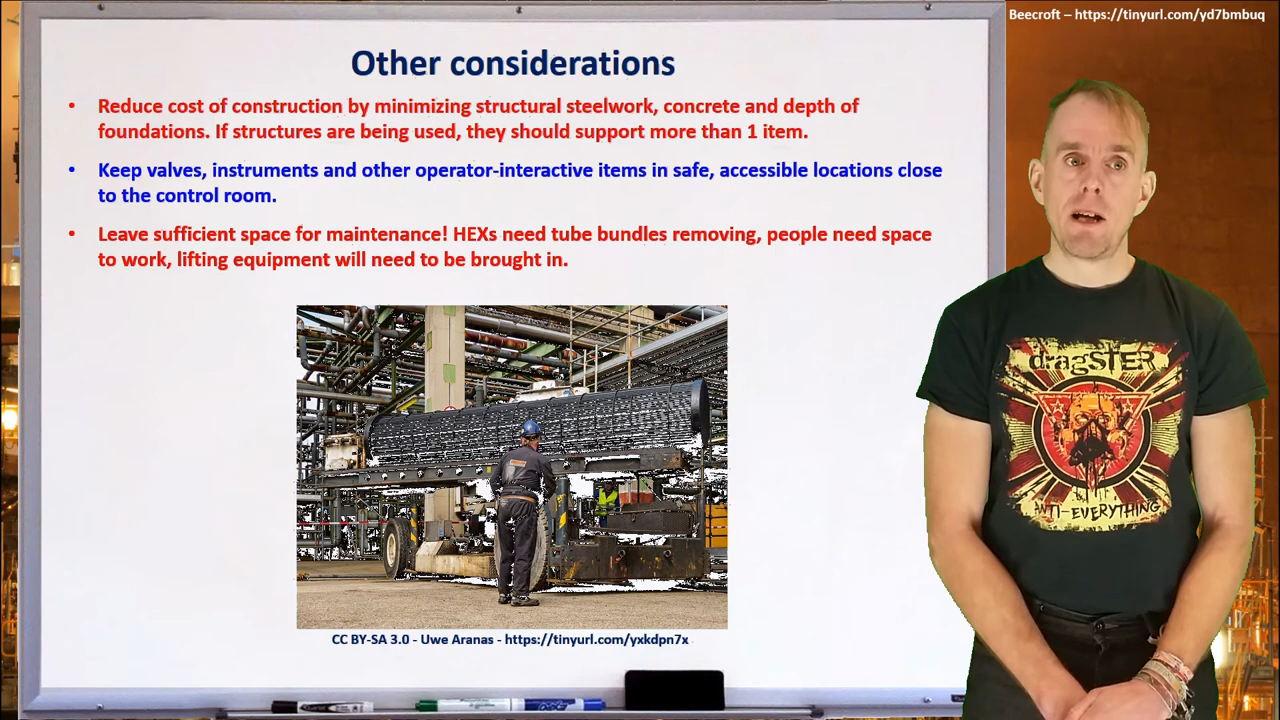 Beecroft – https://tinyurl.com/yd7bmbuq
Other considerations
• Reduce cost of construction by minimizing structural steelwork, concrete and depth of
foundations. If structures are being used, they should support more than 1 item.
• Keep valves, instruments and other operator-interactive items in safe, accessible locations close
to the control room.
• Leave sufficient space for maintenance! HEXs need tube bundles removing, people need space
to work, lifting equipment will need to be brought in.
CC BY-SA 3.0 - Uwe Aranas - https://tinyurl.com/yxkdpn7x
dragSTER
ANTI-EVERYTHING